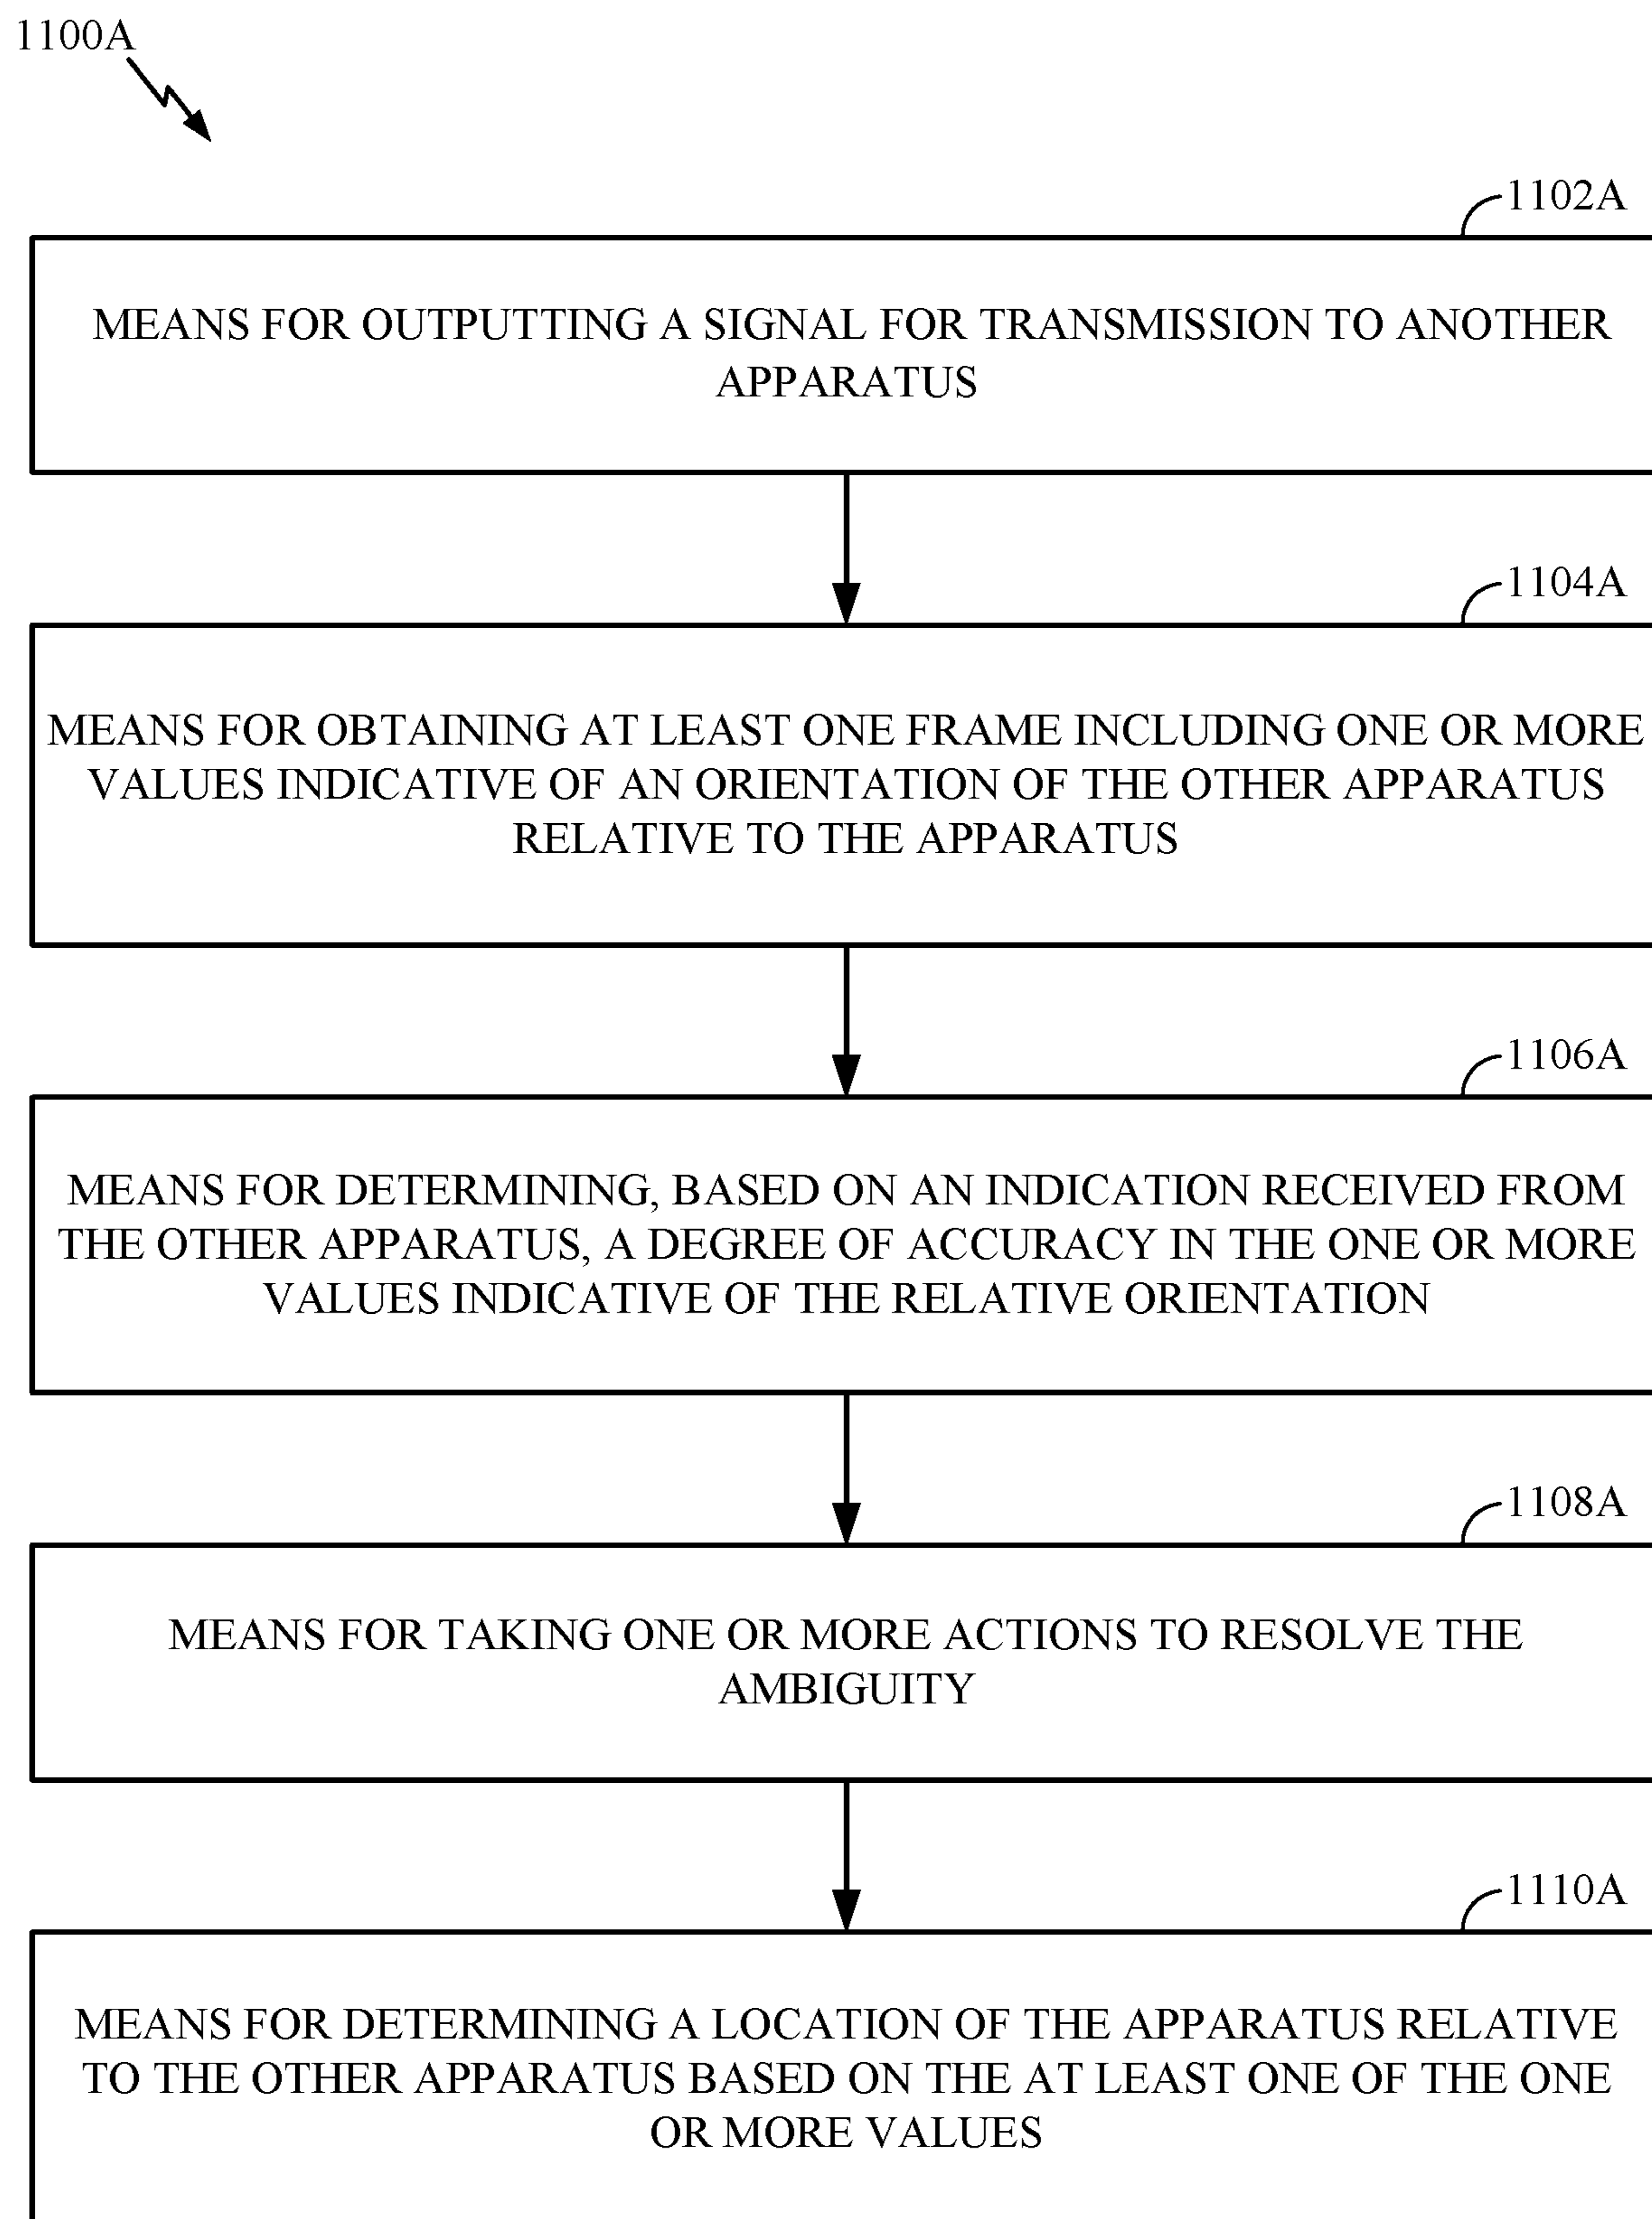 1100A
1102A
MEANS FOR OUTPUTTING A SIGNAL FOR TRANSMISSION TO ANOTHER
APPARATUS
1104A
MEANS FOR OBTAINING AT LEAST ONE FRAME INCLUDING ONE OR MORE
VALUES INDICATIVE OF AN ORIENTATION OF THE OTHER APPARATUS
RELATIVE TO THE APPARATUS
1106A
MEANS FOR DETERMINING, BASED ON AN INDICATION RECEIVED FROM
THE OTHER APPARATUS, A DEGREE OF ACCURACY IN THE ONE OR MORE
VALUES INDICATIVE OF THE RELATIVE ORIENTATION
1108A
MEANS FOR TAKING ONE OR MORE ACTIONS TO RESOLVE THE
AMBIGUITY
1110A
MEANS FOR DETERMINING A LOCATION OF THE APPARATUS RELATIVE
TO THE OTHER APPARATUS BASED ON THE AT LEAST ONE OF THE ONE
OR MORE VALUES